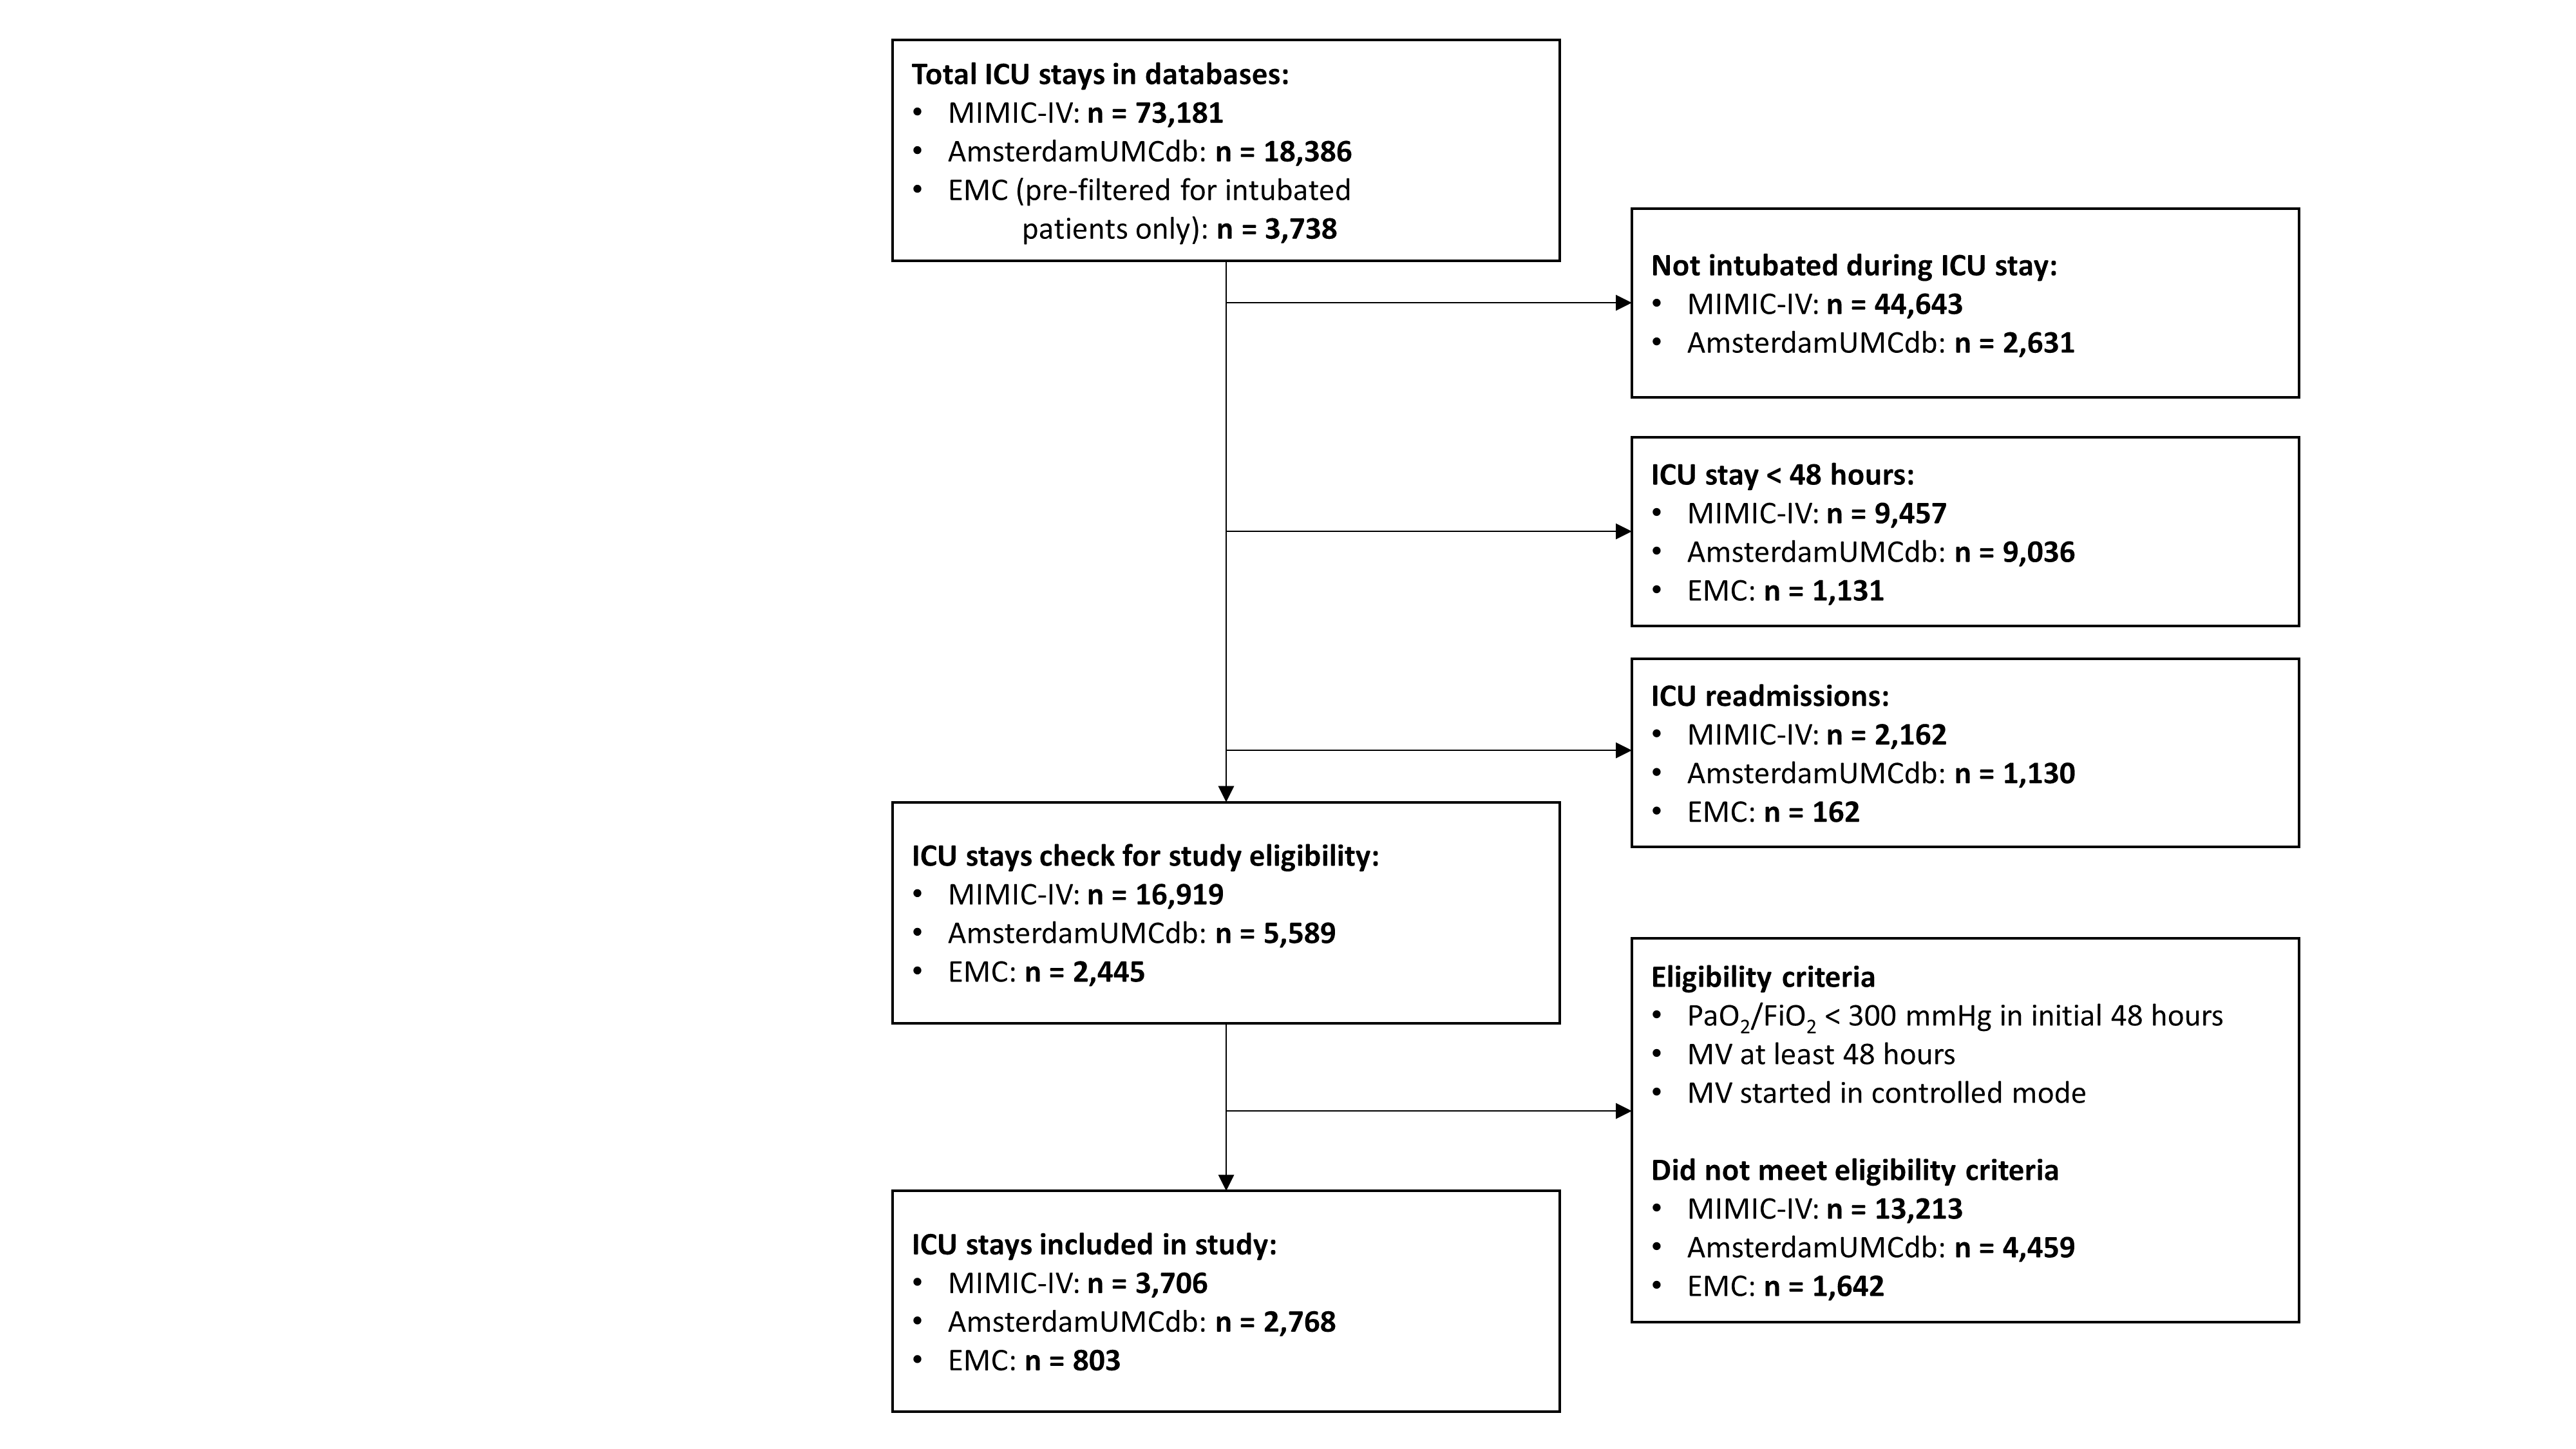 Total ICU stays in databases:
• MIMIC-IV: n = 73,181
• AmsterdamUMCdb: n = 18,386
• EMC (pre-filtered for intubated
patients only): n = 3,738
Not intubated during ICU stay:
• MIMIC-IV: n = 44,643
• AmsterdamUMCdb: n = 2,631
ICU stay < 48 hours:
• MIMIC-IV: n = 9,457
• AmsterdamUMCdb: n = 9,036
• EMC: n = 1,131
ICU readmissions:
• MIMIC-IV: n = 2,162
• AmsterdamUMCdb: n = 1,130
• EMC: n = 162
ICU stays check for study eligibility:
• MIMIC-IV: n = 16,919
• AmsterdamUMCdb: n = 5,589
• EMC: n = 2,445
Eligibility criteria
• PaO₂/FiO₂ < 300 mmHg in initial 48 hours
• MV at least 48 hours
• MV started in controlled mode
Did not meet eligibility criteria
• MIMIC-IV: n = 13,213
• AmsterdamUMCdb: n = 4,459
• EMC: n = 1,642
ICU stays included in study:
• MIMIC-IV: n = 3,706
• AmsterdamUMCdb: n = 2,768
• EMC: n = 803